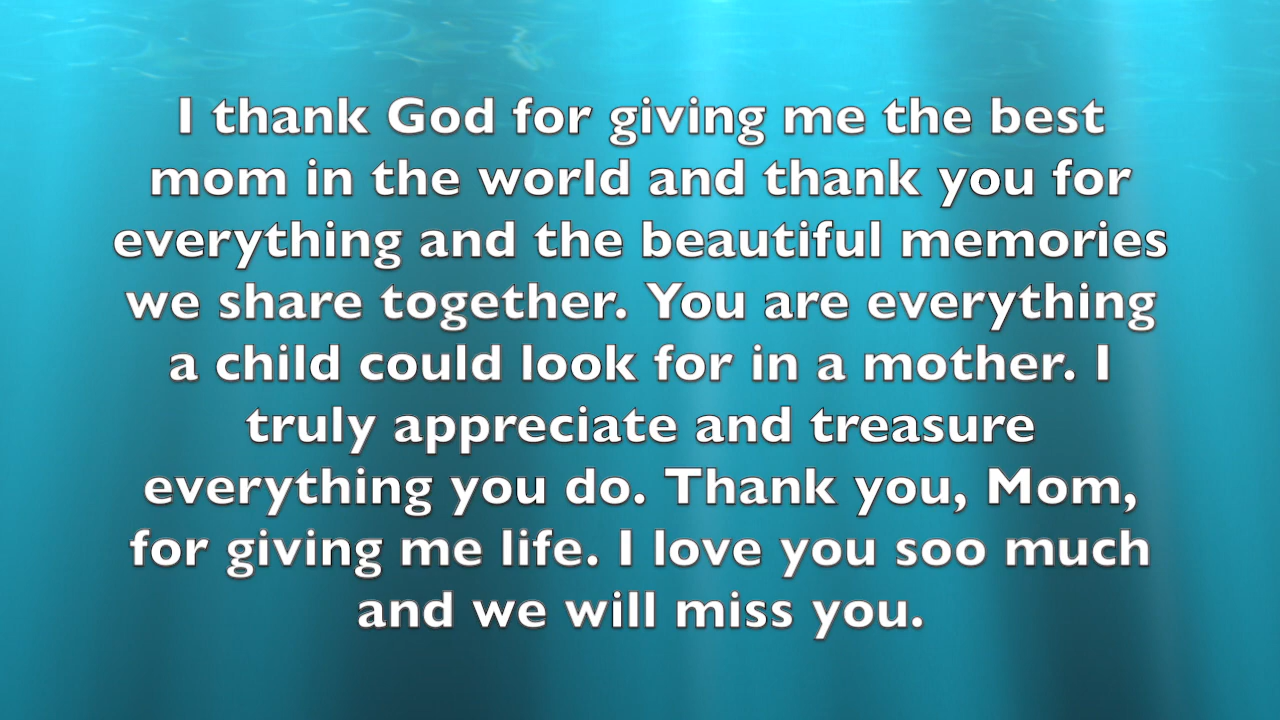 I thank God for giving me the best
mom in the world and thank you for
everything and the beautiful memories
we share together. You are everything
a child could look for in a mother. I
truly appreciate and treasure
everything you do. Thank you, Mom,
for giving me life. I love you soo much
and we will miss you.